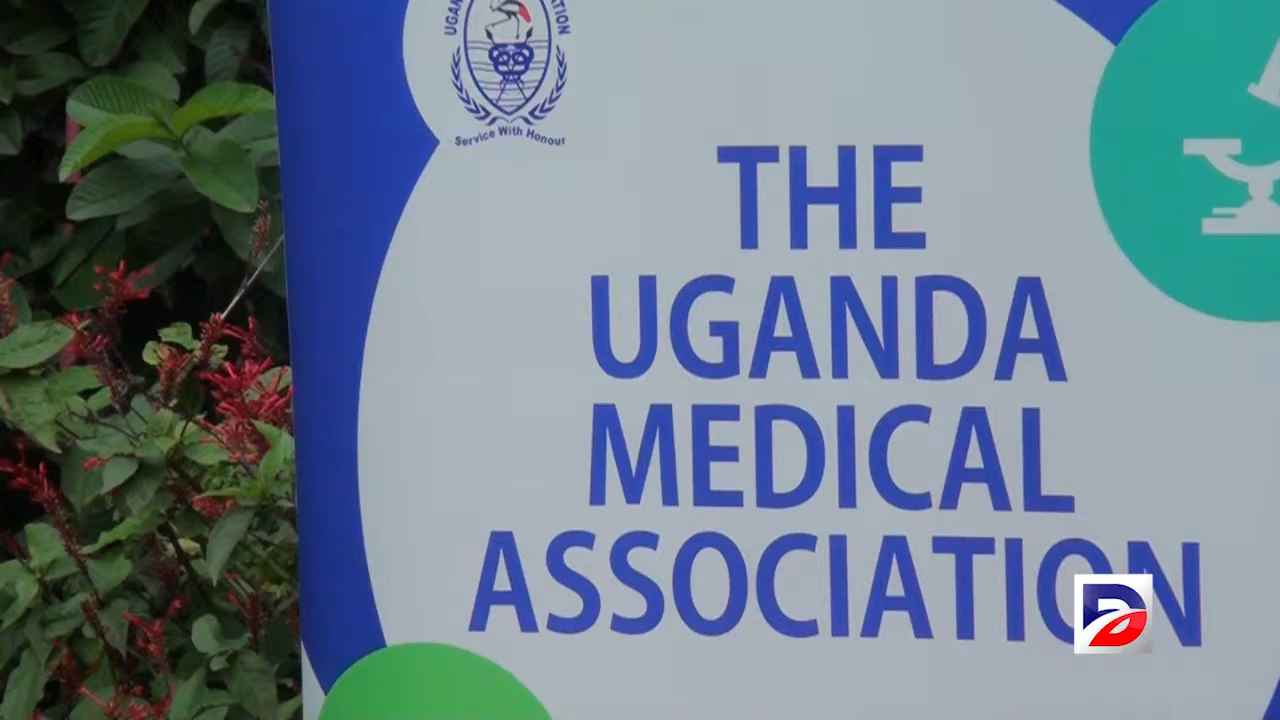 Service With Honour
THE
UGANDA
MEDICAL
ASSOCIATION